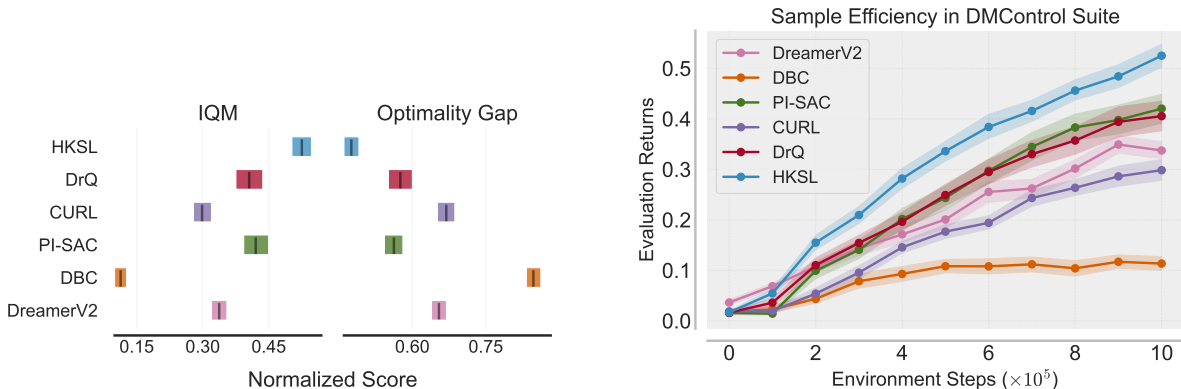 IQM
Optimality Gap
HKSL
DrQ
CURL
PI-SAC
DBC
DreamerV2
0.15 0.30 0.45
0.60 0.75
Normalized Score
Sample Efficiency in DMControl Suite
Evaluation Returns
0.5
0.4
0.3
0.2
0.1
0.0
DreamerV2
DBC
PI-SAC
CURL
DrQ
HKSL
0 2 4 6 8 10
Environment Steps (×10⁵)